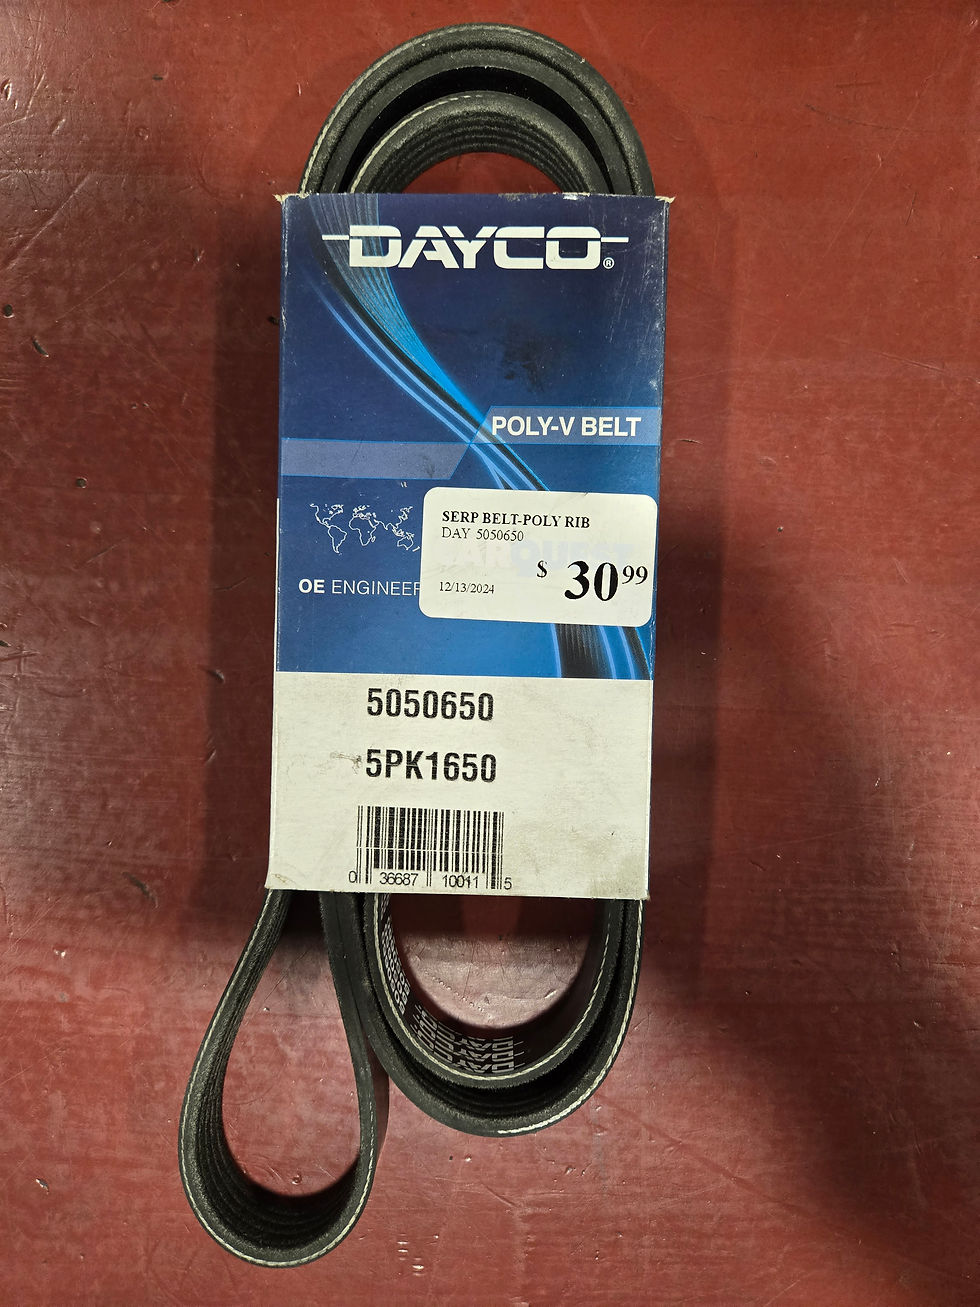 DAYCO®
POLY-V BELT
SERP BELT-POLY RIB
DAY 5050650
$ 30 99
12/13/2024
OE ENGINEER
5050650
5PK1650
0 36687 10011 5
DAYCO